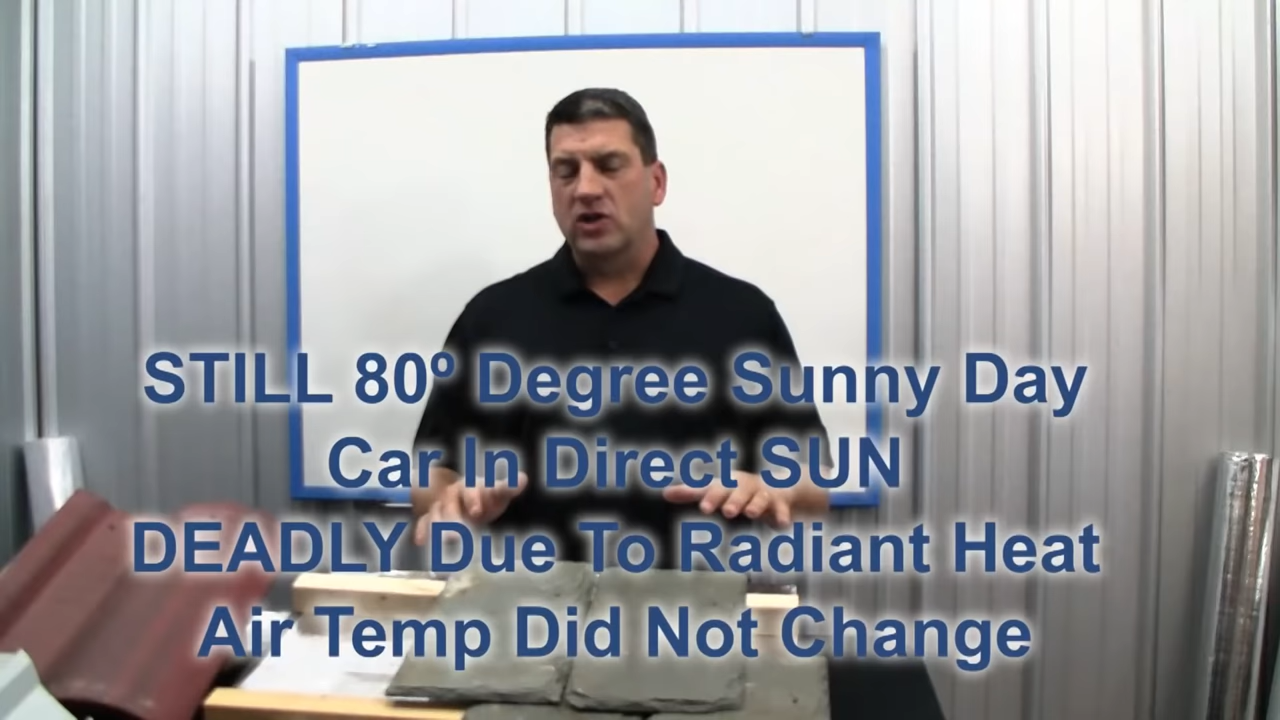 STILL 80º Degree Sunny Day
Car In Direct SUN
DEADLY Due To Radiant Heat
Air Temp Did Not Change